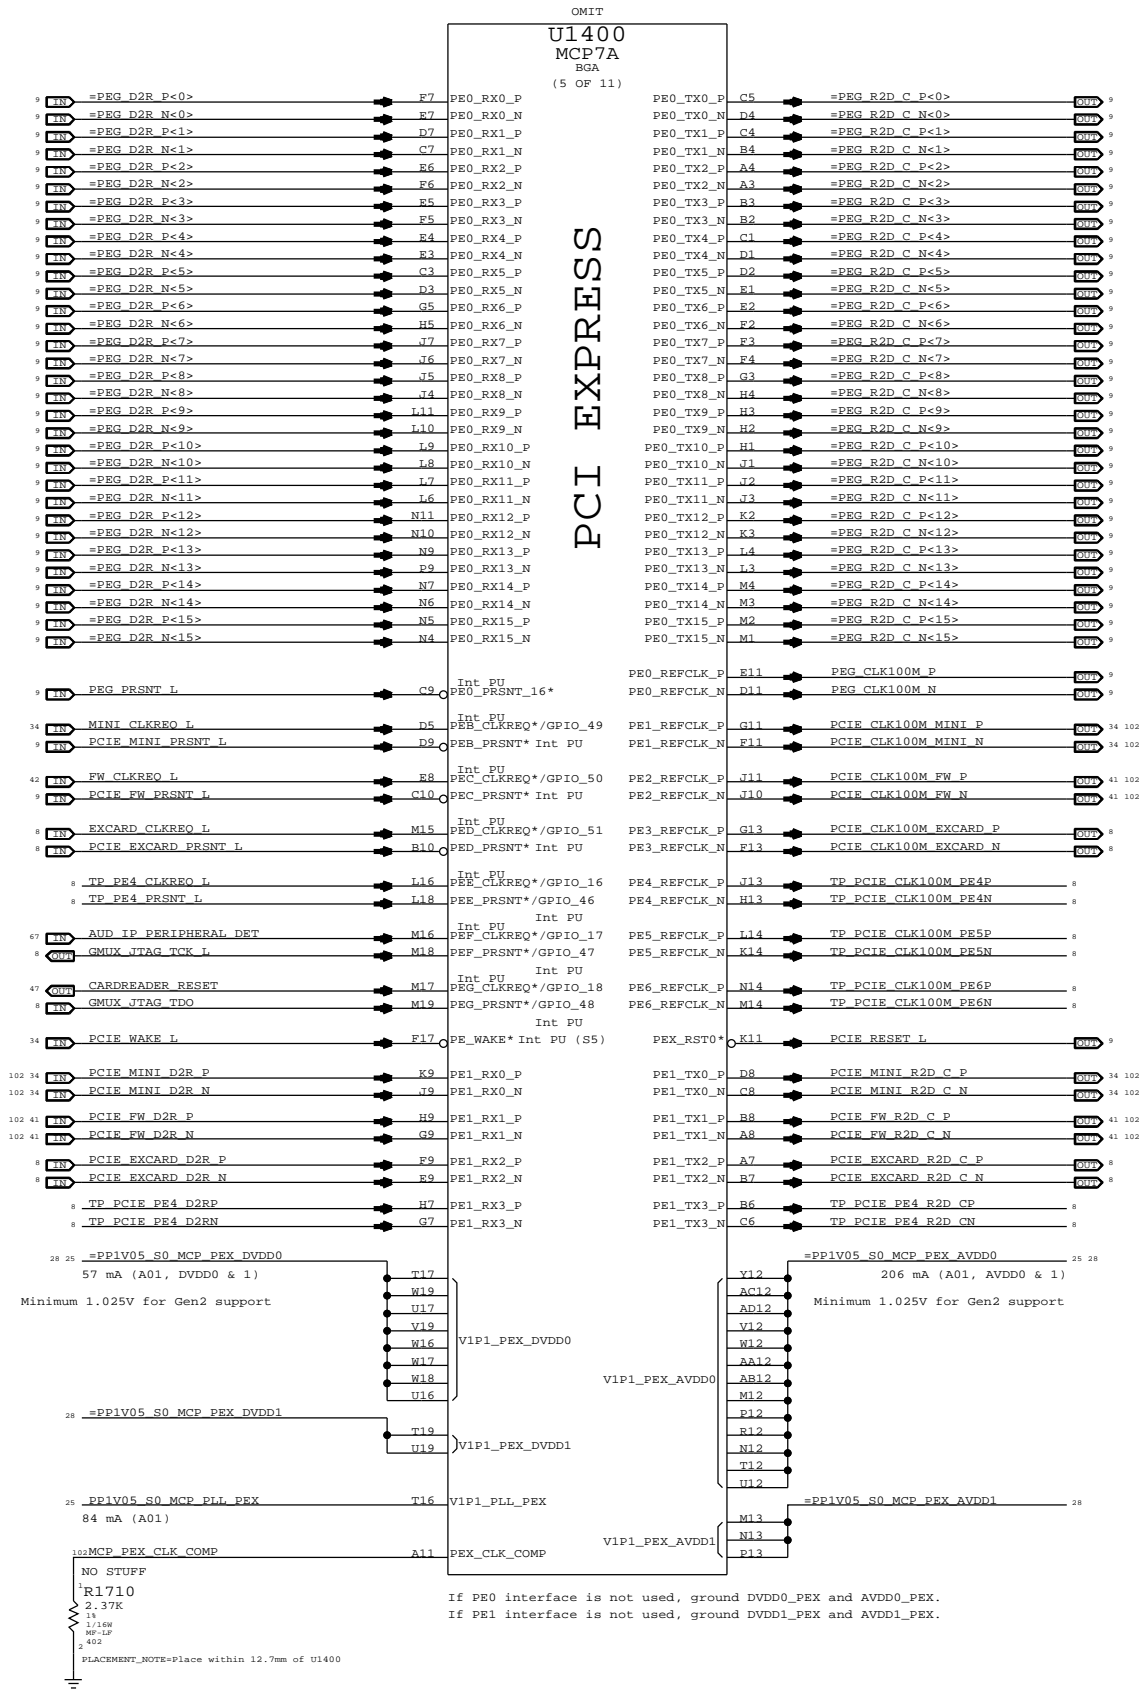 OMIT
U1400
MCP7A
BGA
(5 OF 11)
PCI EXPRESS
9 IN =PEG_D2R_P<0> F7 PE0_RX0_P PE0_TX0_P C5 =PEG_R2D_C_P<0> OUT 9
9 IN =PEG_D2R_N<0> E7 PE0_RX0_N PE0_TX0_N D4 =PEG_R2D_C_N<0> OUT 9
9 IN =PEG_D2R_P<1> D7 PE0_RX1_P PE0_TX1_P C4 =PEG_R2D_C_P<1> OUT 9
9 IN =PEG_D2R_N<1> C7 PE0_RX1_N PE0_TX1_N B4 =PEG_R2D_C_N<1> OUT 9
9 IN =PEG_D2R_P<2> E6 PE0_RX2_P PE0_TX2_P A4 =PEG_R2D_C_P<2> OUT 9
9 IN =PEG_D2R_N<2> F6 PE0_RX2_N PE0_TX2_N A3 =PEG_R2D_C_N<2> OUT 9
9 IN =PEG_D2R_P<3> E5 PE0_RX3_P PE0_TX3_P B3 =PEG_R2D_C_P<3> OUT 9
9 IN =PEG_D2R_N<3> F5 PE0_RX3_N PE0_TX3_N B2 =PEG_R2D_C_N<3> OUT 9
9 IN =PEG_D2R_P<4> E4 PE0_RX4_P PE0_TX4_P C1 =PEG_R2D_C_P<4> OUT 9
9 IN =PEG_D2R_N<4> E3 PE0_RX4_N PE0_TX4_N D1 =PEG_R2D_C_N<4> OUT 9
9 IN =PEG_D2R_P<5> C3 PE0_RX5_P PE0_TX5_P D2 =PEG_R2D_C_P<5> OUT 9
9 IN =PEG_D2R_N<5> D3 PE0_RX5_N PE0_TX5_N E1 =PEG_R2D_C_N<5> OUT 9
9 IN =PEG_D2R_P<6> G5 PE0_RX6_P PE0_TX6_P E2 =PEG_R2D_C_P<6> OUT 9
9 IN =PEG_D2R_N<6> H5 PE0_RX6_N PE0_TX6_N F2 =PEG_R2D_C_N<6> OUT 9
9 IN =PEG_D2R_P<7> J7 PE0_RX7_P PE0_TX7_P F3 =PEG_R2D_C_P<7> OUT 9
9 IN =PEG_D2R_N<7> J6 PE0_RX7_N PE0_TX7_N F4 =PEG_R2D_C_N<7> OUT 9
9 IN =PEG_D2R_P<8> J5 PE0_RX8_P PE0_TX8_P G3 =PEG_R2D_C_P<8> OUT 9
9 IN =PEG_D2R_N<8> J4 PE0_RX8_N PE0_TX8_N H4 =PEG_R2D_C_N<8> OUT 9
9 IN =PEG_D2R_P<9> L11 PE0_RX9_P PE0_TX9_P H3 =PEG_R2D_C_P<9> OUT 9
9 IN =PEG_D2R_N<9> L10 PE0_RX9_N PE0_TX9_N H2 =PEG_R2D_C_N<9> OUT 9
9 IN =PEG_D2R_P<10> L9 PE0_RX10_P PE0_TX10_P H1 =PEG_R2D_C_P<10> OUT 9
9 IN =PEG_D2R_N<10> L8 PE0_RX10_N PE0_TX10_N J1 =PEG_R2D_C_N<10> OUT 9
9 IN =PEG_D2R_P<11> L7 PE0_RX11_P PE0_TX11_P J2 =PEG_R2D_C_P<11> OUT 9
9 IN =PEG_D2R_N<11> L6 PE0_RX11_N PE0_TX11_N J3 =PEG_R2D_C_N<11> OUT 9
9 IN =PEG_D2R_P<12> N11 PE0_RX12_P PE0_TX12_P K2 =PEG_R2D_C_P<12> OUT 9
9 IN =PEG_D2R_N<12> N10 PE0_RX12_N PE0_TX12_N K3 =PEG_R2D_C_N<12> OUT 9
9 IN =PEG_D2R_P<13> N9 PE0_RX13_P PE0_TX13_P L4 =PEG_R2D_C_P<13> OUT 9
9 IN =PEG_D2R_N<13> P9 PE0_RX13_N PE0_TX13_N L3 =PEG_R2D_C_N<13> OUT 9
9 IN =PEG_D2R_P<14> N7 PE0_RX14_P PE0_TX14_P M4 =PEG_R2D_C_P<14> OUT 9
9 IN =PEG_D2R_N<14> N6 PE0_RX14_N PE0_TX14_N M3 =PEG_R2D_C_N<14> OUT 9
9 IN =PEG_D2R_P<15> N5 PE0_RX15_P PE0_TX15_P M2 =PEG_R2D_C_P<15> OUT 9
9 IN =PEG_D2R_N<15> N4 PE0_RX15_N PE0_TX15_N M1 =PEG_R2D_C_N<15> OUT 9
PE0_REFCLK_P E11 PEG_CLK100M_P OUT 9
Int PU
9 IN PEG_PRSNT_L C9 PE0_PRSNT_16* PE0_REFCLK_N D11 PEG_CLK100M_N OUT 9
Int PU
34 IN MINI_CLKREQ_L D5 PEB_CLKREQ*/GPIO_49 PE1_REFCLK_P G11 PCIE_CLK100M_MINI_P OUT 34 102
9 IN PCIE_MINI_PRSNT_L D9 PEB_PRSNT* Int PU PE1_REFCLK_N F11 PCIE_CLK100M_MINI_N OUT 34 102
Int PU
42 IN FW_CLKREQ_L E8 PEC_CLKREQ*/GPIO_50 PE2_REFCLK_P J11 PCIE_CLK100M_FW_P OUT 41 102
9 IN PCIE_FW_PRSNT_L C10 PEC_PRSNT* Int PU PE2_REFCLK_N J10 PCIE_CLK100M_FW_N OUT 41 102
Int PU
8 IN EXCARD_CLKREQ_L M15 PED_CLKREQ*/GPIO_51 PE3_REFCLK_P G13 PCIE_CLK100M_EXCARD_P OUT 8
8 IN PCIE_EXCARD_PRSNT_L B10 PED_PRSNT* Int PU PE3_REFCLK_N F13 PCIE_CLK100M_EXCARD_N OUT 8
Int PU
8 TP_PE4_CLKREQ_L L16 PEE_CLKREQ*/GPIO_16 PE4_REFCLK_P J13 TP_PCIE_CLK100M_PE4P 8
8 TP_PE4_PRSNT_L L18 PEE_PRSNT*/GPIO_46 PE4_REFCLK_N H13 TP_PCIE_CLK100M_PE4N 8
Int PU
Int PU
67 IN AUD_IP_PERIPHERAL_DET M16 PEF_CLKREQ*/GPIO_17 PE5_REFCLK_P L14 TP_PCIE_CLK100M_PE5P 8
8 OUT GMUX_JTAG_TCK_L M18 PEF_PRSNT*/GPIO_47 PE5_REFCLK_N K14 TP_PCIE_CLK100M_PE5N 8
Int PU
Int PU
47 OUT CARDREADER_RESET M17 PEG_CLKREQ*/GPIO_18 PE6_REFCLK_P N14 TP_PCIE_CLK100M_PE6P 8
8 IN GMUX_JTAG_TDO M19 PEG_PRSNT*/GPIO_48 PE6_REFCLK_N M14 TP_PCIE_CLK100M_PE6N 8
Int PU
34 IN PCIE_WAKE_L F17 PE_WAKE* Int PU (S5) PEX_RST0* K11 PCIE_RESET_L OUT 9
102 34 IN PCIE_MINI_D2R_P K9 PE1_RX0_P PE1_TX0_P D8 PCIE_MINI_R2D_C_P OUT 34 102
102 34 IN PCIE_MINI_D2R_N J9 PE1_RX0_N PE1_TX0_N C8 PCIE_MINI_R2D_C_N OUT 34 102
102 41 IN PCIE_FW_D2R_P H9 PE1_RX1_P PE1_TX1_P B8 PCIE_FW_R2D_C_P OUT 41 102
102 41 IN PCIE_FW_D2R_N G9 PE1_RX1_N PE1_TX1_N A8 PCIE_FW_R2D_C_N OUT 41 102
8 IN PCIE_EXCARD_D2R_P F9 PE1_RX2_P PE1_TX2_P A7 PCIE_EXCARD_R2D_C_P OUT 8
8 IN PCIE_EXCARD_D2R_N E9 PE1_RX2_N PE1_TX2_N B7 PCIE_EXCARD_R2D_C_N OUT 8
8 TP_PCIE_PE4_D2RP H7 PE1_RX3_P PE1_TX3_P B6 TP_PCIE_PE4_R2D_CP 8
8 TP_PCIE_PE4_D2RN G7 PE1_RX3_N PE1_TX3_N C6 TP_PCIE_PE4_R2D_CN 8
28 25 =PP1V05_S0_MCP_PEX_DVDD0 =PP1V05_S0_MCP_PEX_AVDD0 25 28
57 mA (A01, DVDD0 & 1) T17 Y12 206 mA (A01, AVDD0 & 1)
W19 AC12
Minimum 1.025V for Gen2 support U17 AD12 Minimum 1.025V for Gen2 support
V19 V12
V1P1_PEX_DVDD0
W16 W12
W17 AA12
W18 V1P1_PEX_AVDD0 AB12
U16 M12
28 =PP1V05_S0_MCP_PEX_DVDD1 P12
T19 R12
U19 V1P1_PEX_DVDD1 N12
T12
U12
25 PP1V05_S0_MCP_PLL_PEX T16 V1P1_PLL_PEX =PP1V05_S0_MCP_PEX_AVDD1 28
84 mA (A01) M13
V1P1_PEX_AVDD1 N13
102 MCP_PEX_CLK_COMP A11 PEX_CLK_COMP P13
NO STUFF
1 R1710
2.37K
1%
1/16W
MF-LF
402
2
If PE0 interface is not used, ground DVDD0_PEX and AVDD0_PEX.
If PE1 interface is not used, ground DVDD1_PEX and AVDD1_PEX.
PLACEMENT_NOTE=Place within 12.7mm of U1400